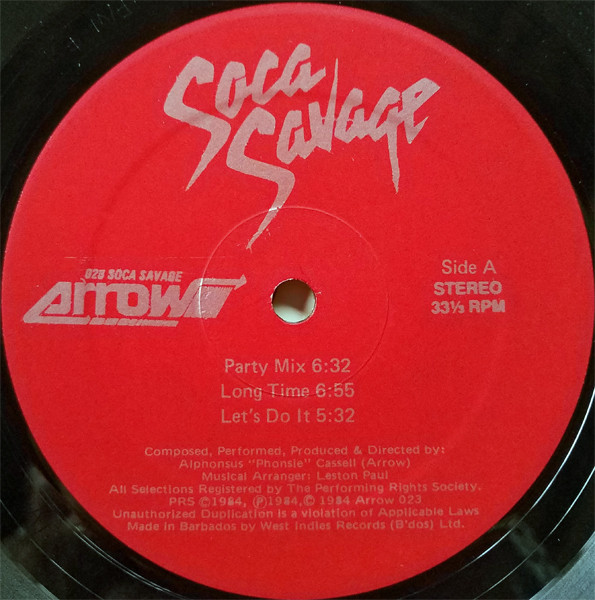 Soca
Savage
026 SOCA SAVAGE
Arrow
Side A
STEREO
33⅓ RPM
Party Mix 6:32
Long Time 6:55
Let's Do It 5:32
Composed, Performed, Produced & Directed by:
Alphonsus "Phonsie" Cassell (Arrow)
Musical Arranger: Leston Paul
All Selections Registered by The Performing Rights Society.
PRS ©1984, ℗1984,© 1984 Arrow 023
Unauthorized Duplication is a violation of Applicable Laws
Made in Barbados by West Indies Records (B'dos) Ltd.